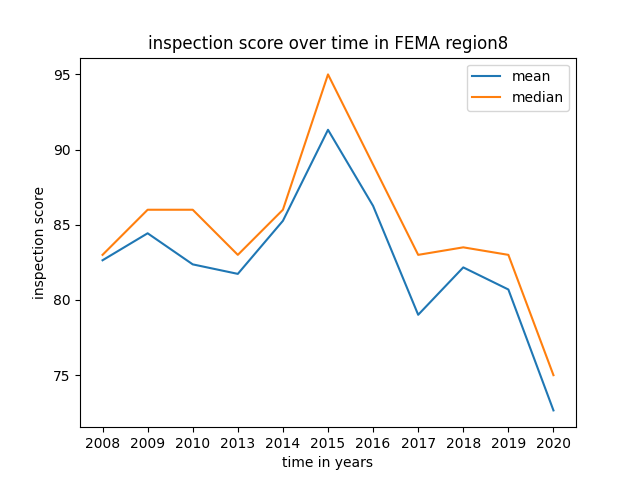 inspection score over time in FEMA region8
mean
median
95
90
85
80
75
inspection score
2008 2009 2010 2013 2014 2015 2016 2017 2018 2019 2020
time in years